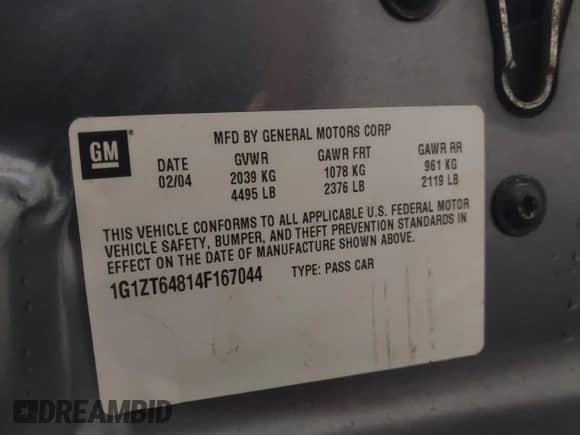 GM
MFD BY GENERAL MOTORS CORP
DATE GVWR GAWR FRT GAWR RR
02/04 2039 KG 1078 KG 961 KG
4495 LB 2376 LB 2119 LB
THIS VEHICLE CONFORMS TO ALL APPLICABLE U.S. FEDERAL MOTOR
VEHICLE SAFETY, BUMPER, AND THEFT PREVENTION STANDARDS IN
EFFECT ON THE DATE OF MANUFACTURE SHOWN ABOVE.
1G1ZT64814F167044 TYPE: PASS CAR
DREAMBID